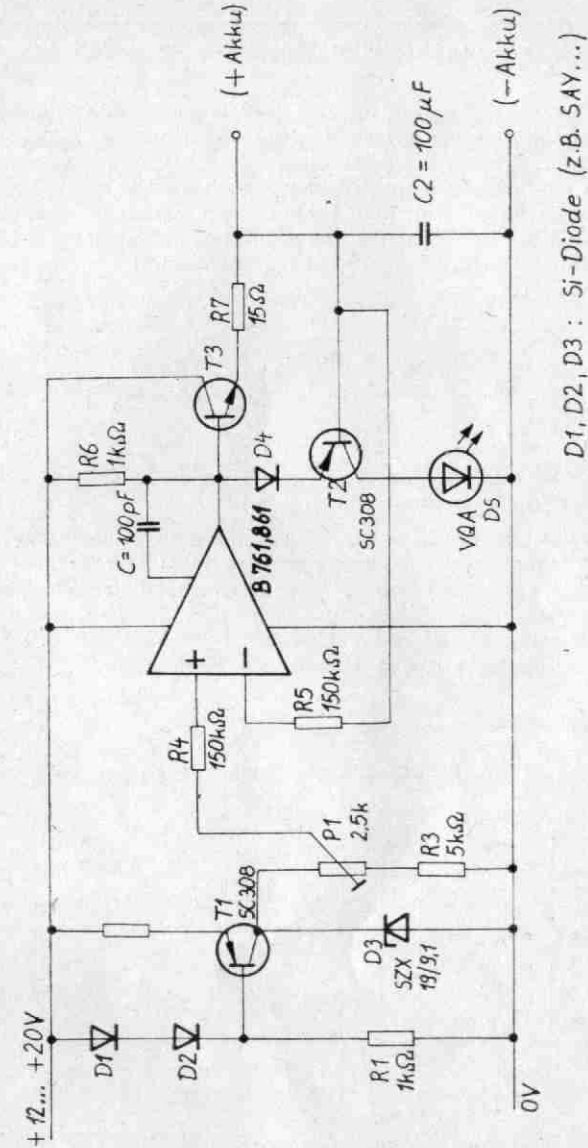 +12... +20V
D1
D2
R1
1kΩ
0V
T1
SC308
D3
SZX
19/9,1
P1
2.5k
R3
5kΩ
R4
150kΩ
R5
150kΩ
+
−
B 761,861
C=100pF
R6
1kΩ
D4
T2
SC308
VQA
D5
T3
R7
15Ω
C2 = 100µF
(+Akku)
(−Akku)
D1, D2, D3 : Si-Diode (z.B. SAY...)